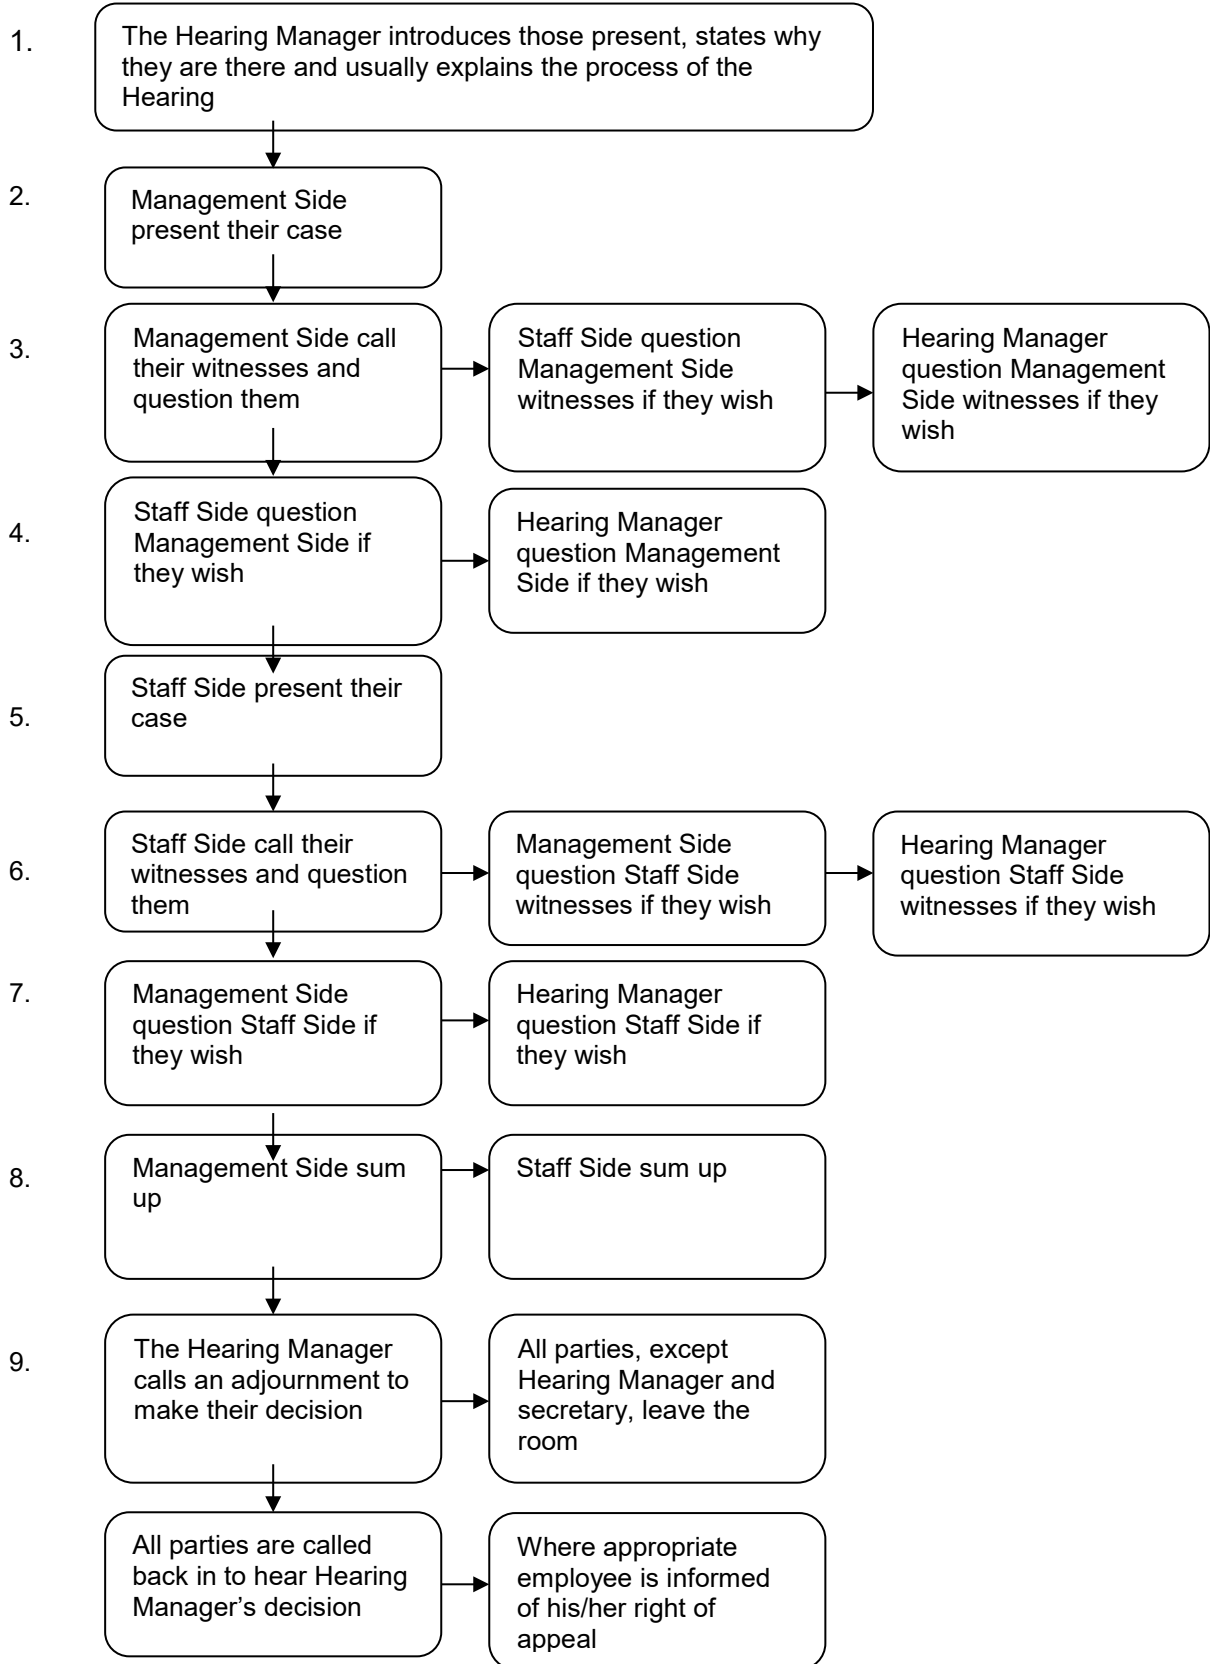 1.
The Hearing Manager introduces those present, states why
they are there and usually explains the process of the
Hearing
2.
Management Side
present their case
3.
Management Side call
their witnesses and
question them
Staff Side question
Management Side
witnesses if they wish
Hearing Manager
question Management
Side witnesses if they
wish
4.
Staff Side question
Management Side if
they wish
Hearing Manager
question Management
Side if they wish
5.
Staff Side present their
case
6.
Staff Side call their
witnesses and question
them
Management Side
question Staff Side
witnesses if they wish
Hearing Manager
question Staff Side
witnesses if they wish
7.
Management Side
question Staff Side if
they wish
Hearing Manager
question Staff Side if
they wish
8.
Management Side sum
up
Staff Side sum up
9.
The Hearing Manager
calls an adjournment to
make their decision
All parties, except
Hearing Manager and
secretary, leave the
room
All parties are called
back in to hear Hearing
Manager’s decision
Where appropriate
employee is informed
of his/her right of
appeal